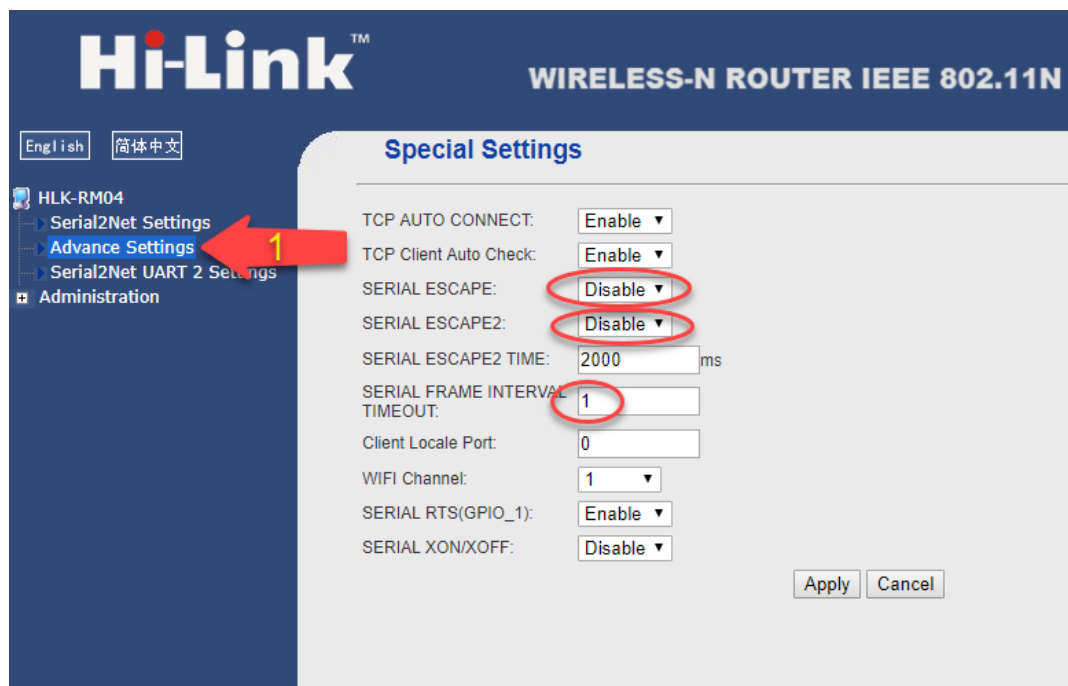 Hi-Link™
WIRELESS-N ROUTER IEEE 802.11N
English 简体中文
Special Settings
HLK-RM04
Serial2Net Settings
Advance Settings
1
Serial2Net UART 2 Settings
Administration
TCP AUTO CONNECT: Enable
TCP Client Auto Check: Enable
SERIAL ESCAPE: Disable
SERIAL ESCAPE2: Disable
SERIAL ESCAPE2 TIME: 2000 ms
SERIAL FRAME INTERVAL
TIMEOUT: 1
Client Locale Port: 0
WIFI Channel: 1
SERIAL RTS(GPIO_1): Enable
SERIAL XON/XOFF: Disable
Apply Cancel